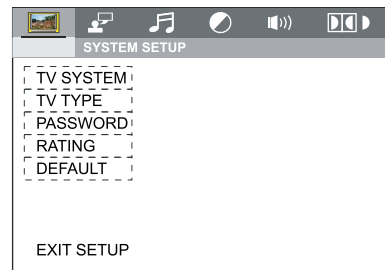 SYSTEM SETUP
TV SYSTEM
TV TYPE
PASSWORD
RATING
DEFAULT
EXIT SETUP